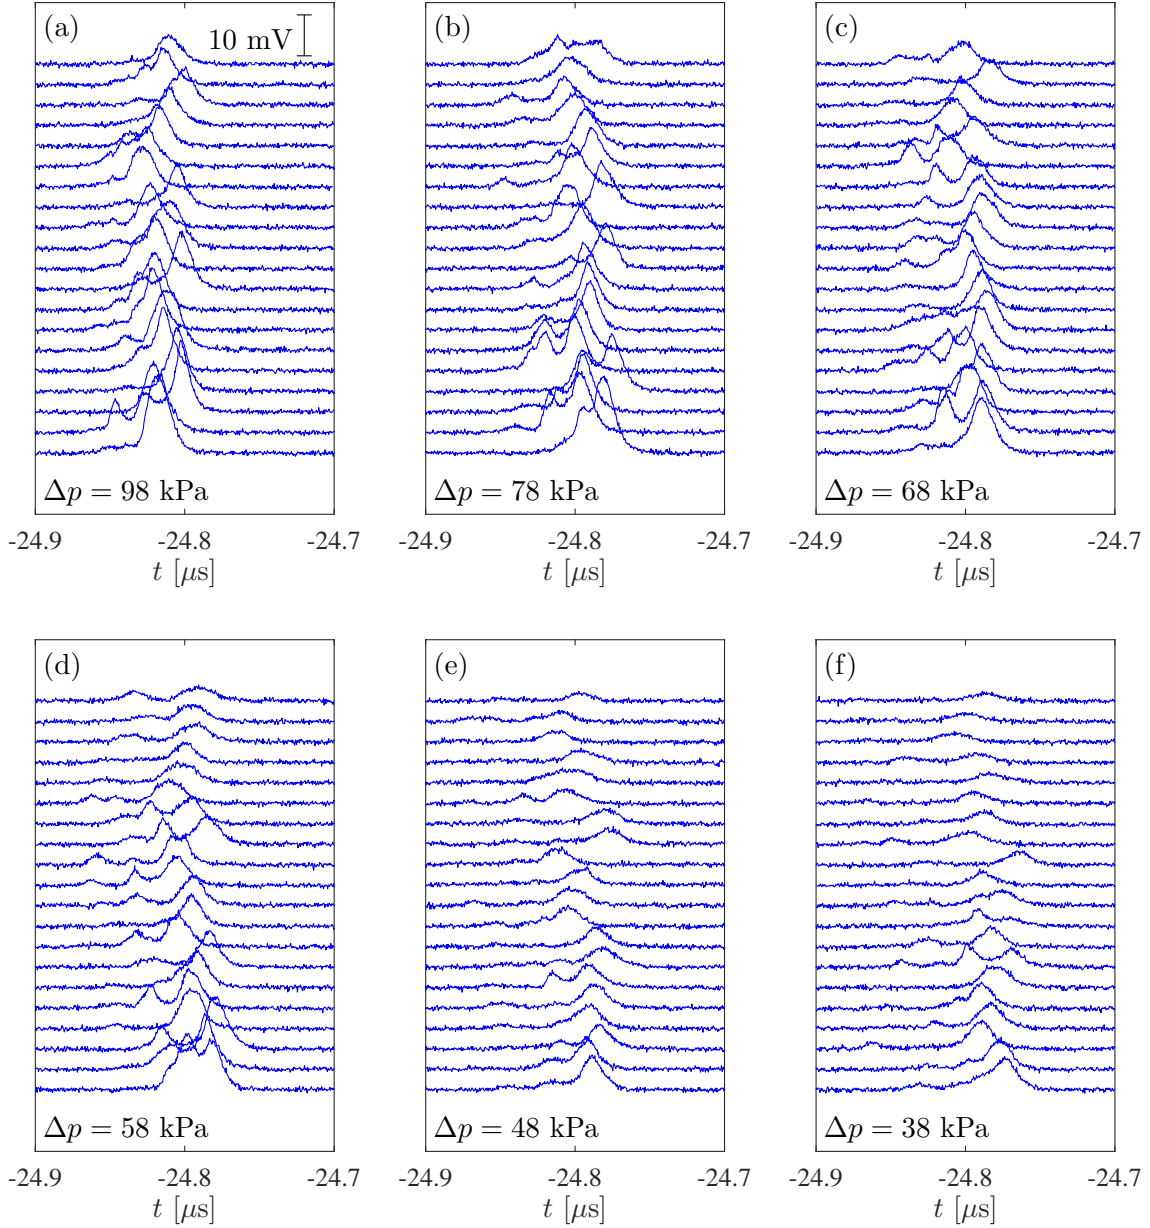 (a) 10 mV
(b)
(c)
Δp = 98 kPa
Δp = 78 kPa
Δp = 68 kPa
-24.9 -24.8 -24.7
-24.9 -24.8 -24.7
-24.9 -24.8 -24.7
t [μs]
t [μs]
t [μs]
(d)
(e)
(f)
Δp = 58 kPa
Δp = 48 kPa
Δp = 38 kPa
-24.9 -24.8 -24.7
-24.9 -24.8 -24.7
-24.9 -24.8 -24.7
t [μs]
t [μs]
t [μs]